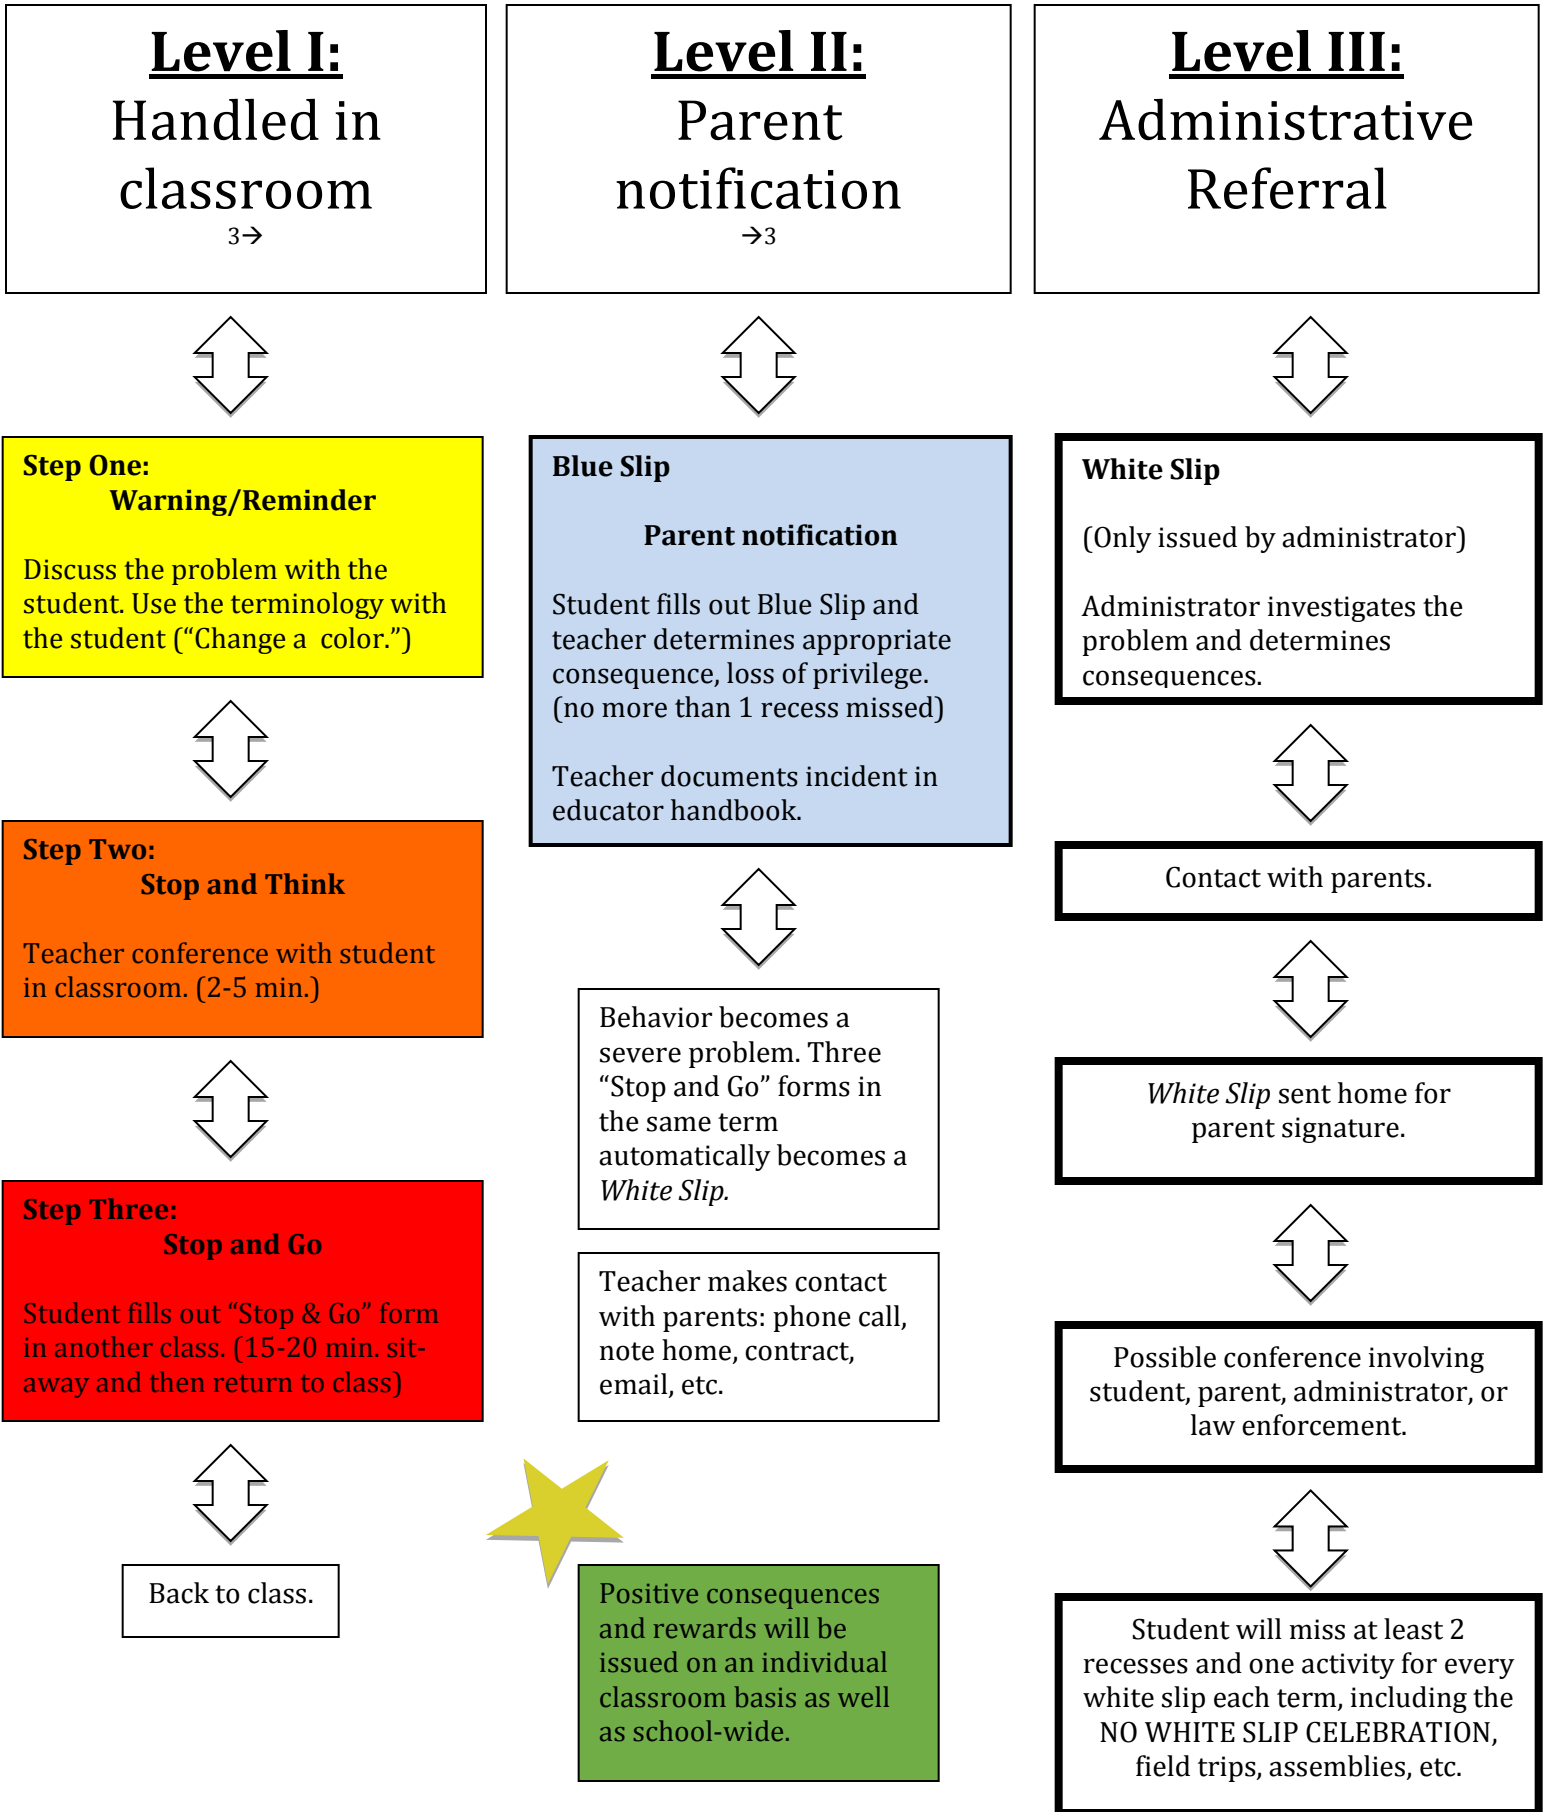 Level I:
Handled in
classroom
3→
Level II:
Parent
notification
→3
Level III:
Administrative
Referral
Step One:
Warning/Reminder
Discuss the problem with the
student. Use the terminology with
the student (“Change a  color.”)
Step Two:
Stop and Think
Teacher conference with student
in classroom. (2-5 min.)
Step Three:
Stop and Go
Student fills out “Stop & Go” form
in another class. (15-20 min. sit-
away and then return to class)
Back to class.
Blue Slip
Parent notification
Student fills out Blue Slip and
teacher determines appropriate
consequence, loss of privilege.
(no more than 1 recess missed)
Teacher documents incident in
educator handbook.
Behavior becomes a
severe problem. Three
“Stop and Go” forms in
the same term
automatically becomes a
White Slip.
Teacher makes contact
with parents: phone call,
note home, contract,
email, etc.
Positive consequences
and rewards will be
issued on an individual
classroom basis as well
as school-wide.
White Slip
(Only issued by administrator)
Administrator investigates the
problem and determines
consequences.
Contact with parents.
White Slip sent home for
parent signature.
Possible conference involving
student, parent, administrator, or
law enforcement.
Student will miss at least 2
recesses and one activity for every
white slip each term, including the
NO WHITE SLIP CELEBRATION,
field trips, assemblies, etc.